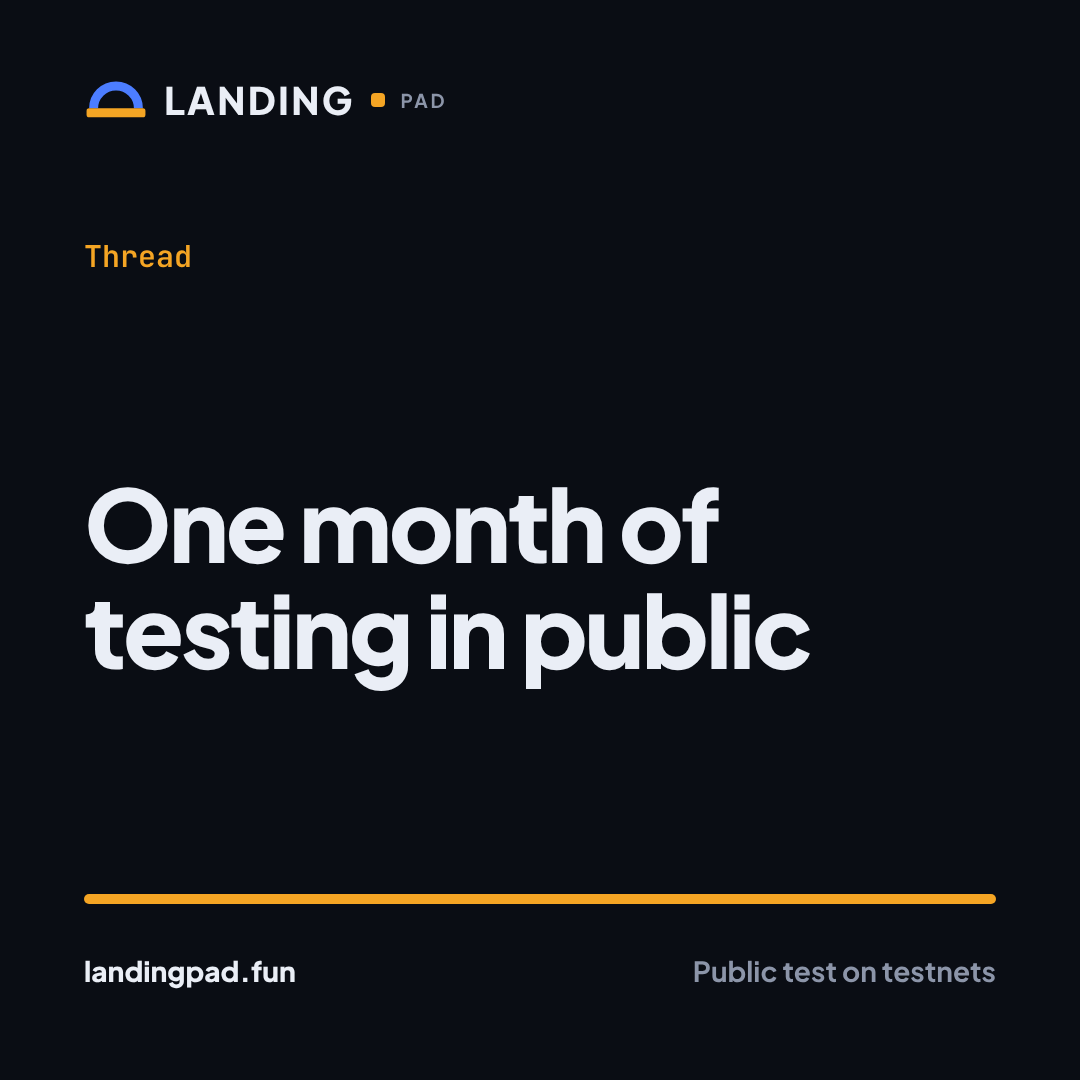 LANDING PAD
Thread
One month of
testing in public
landingpad.fun
Public test on testnets